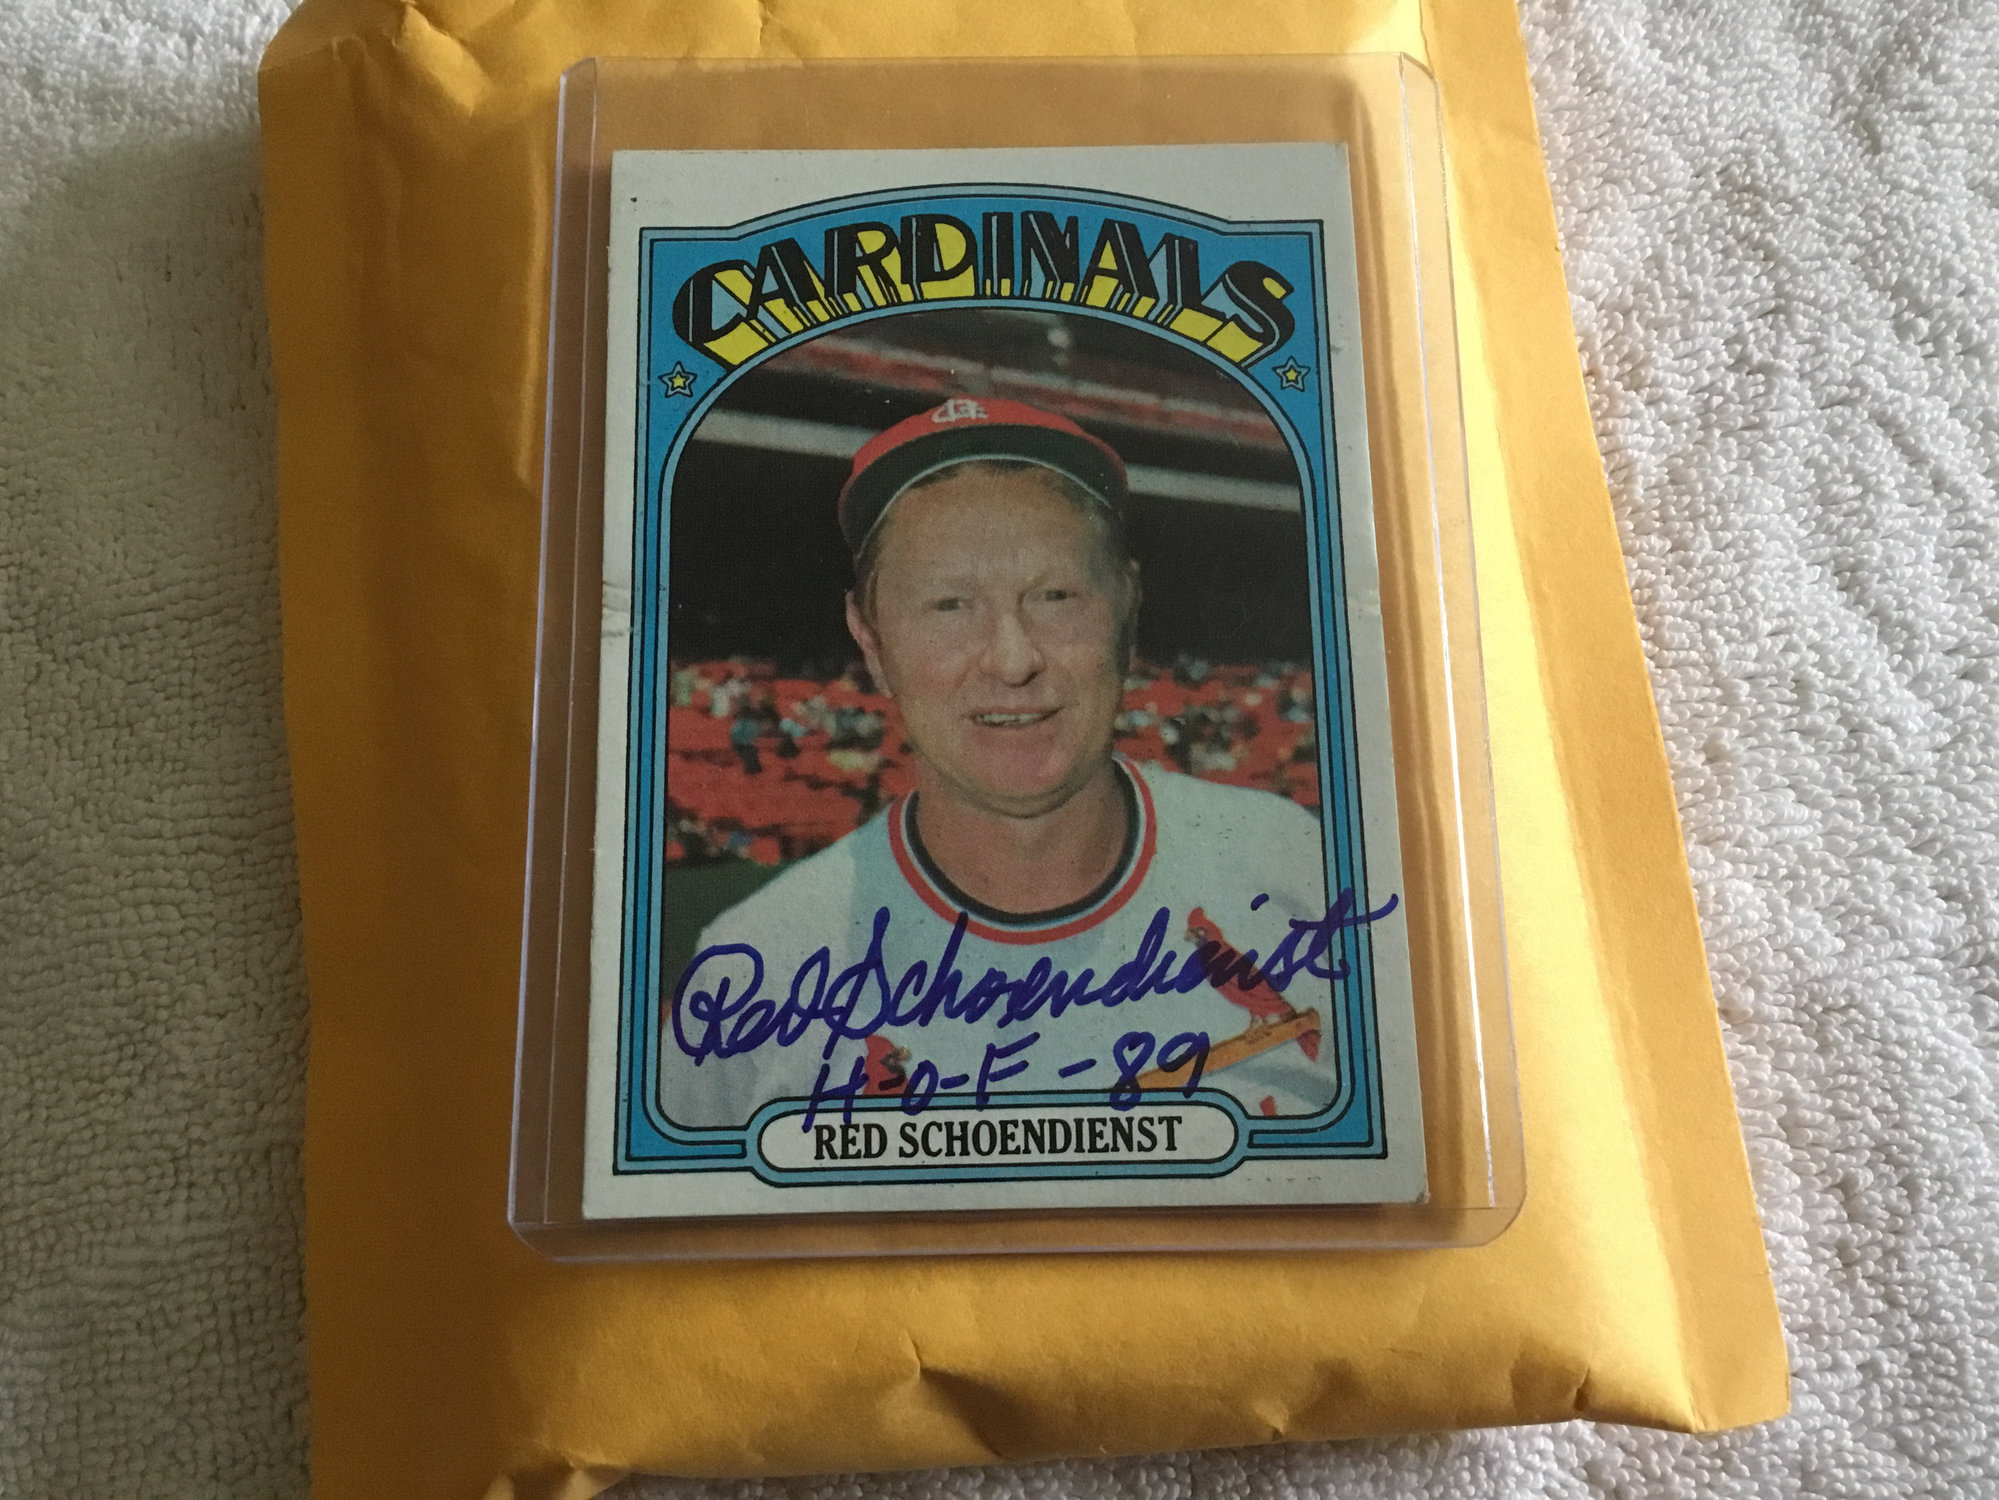 CARDINALS
Red Schoendienst
H-O-F-89
RED SCHOENDIENST